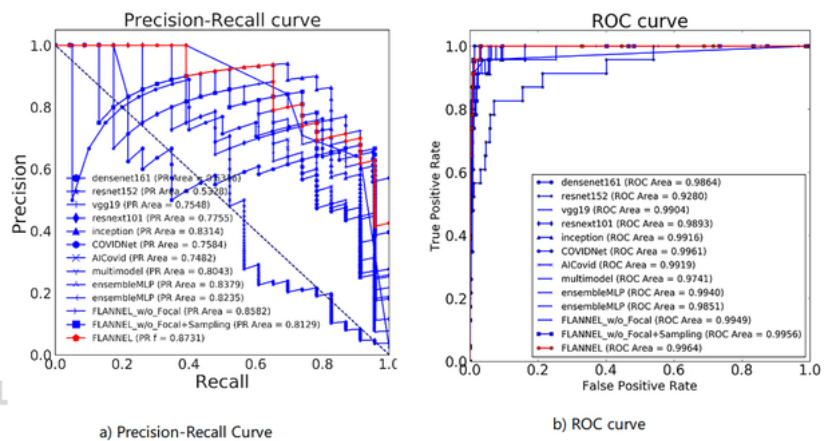 Precision-Recall curve
1.0
0.8
0.6
0.4
0.2
0.0
Precision
densenet161 (PR Area =
resnet152 (PR Area = 0.5328)
vgg19 (PR Area = 0.7548)
resnext101 (PR Area = 0.7755)
inception (PR Area = 0.8314)
COVIDNet (PR Area = 0.7584)
AICovid (PR Area = 0.7482)
multimodel (PR Area = 0.8043)
ensembleMLP (PR Area = 0.8379)
ensembleMLP (PR Area = 0.8235)
FLANNEL_w/o_Focal (PR Area = 0.8582)
FLANNEL_w/o_Focal+Sampling (PR Area = 0.8129)
FLANNEL (PR f = 0.8731)
0.0 0.2 0.4 0.6 0.8 1.0
Recall
a) Precision-Recall Curve
ROC curve
1.0
0.8
0.6
0.4
0.2
0.0
True Positive Rate
densenet161 (ROC Area = 0.9864)
resnet152 (ROC Area = 0.9280)
vgg19 (ROC Area = 0.9904)
resnext101 (ROC Area = 0.9893)
inception (ROC Area = 0.9916)
COVIDNet (ROC Area = 0.9961)
AICovid (ROC Area = 0.9919)
multimodel (ROC Area = 0.9741)
ensembleMLP (ROC Area = 0.9940)
ensembleMLP (ROC Area = 0.9851)
FLANNEL_w/o_Focal (ROC Area = 0.9949)
FLANNEL_w/o_Focal+Sampling (ROC Area = 0.9956)
FLANNEL (ROC Area = 0.9964)
0.0 0.2 0.4 0.6 0.8 1.0
False Positive Rate
b) ROC curve